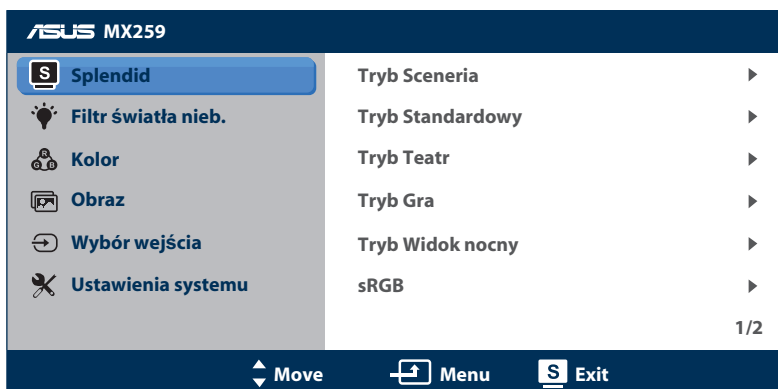 ASUS MX259
S Splendid
Filtr światła nieb.
R G B Kolor
Obraz
Wybór wejścia
Ustawienia systemu
Tryb Sceneria
Tryb Standardowy
Tryb Teatr
Tryb Gra
Tryb Widok nocny
sRGB
1/2
Move Menu S Exit